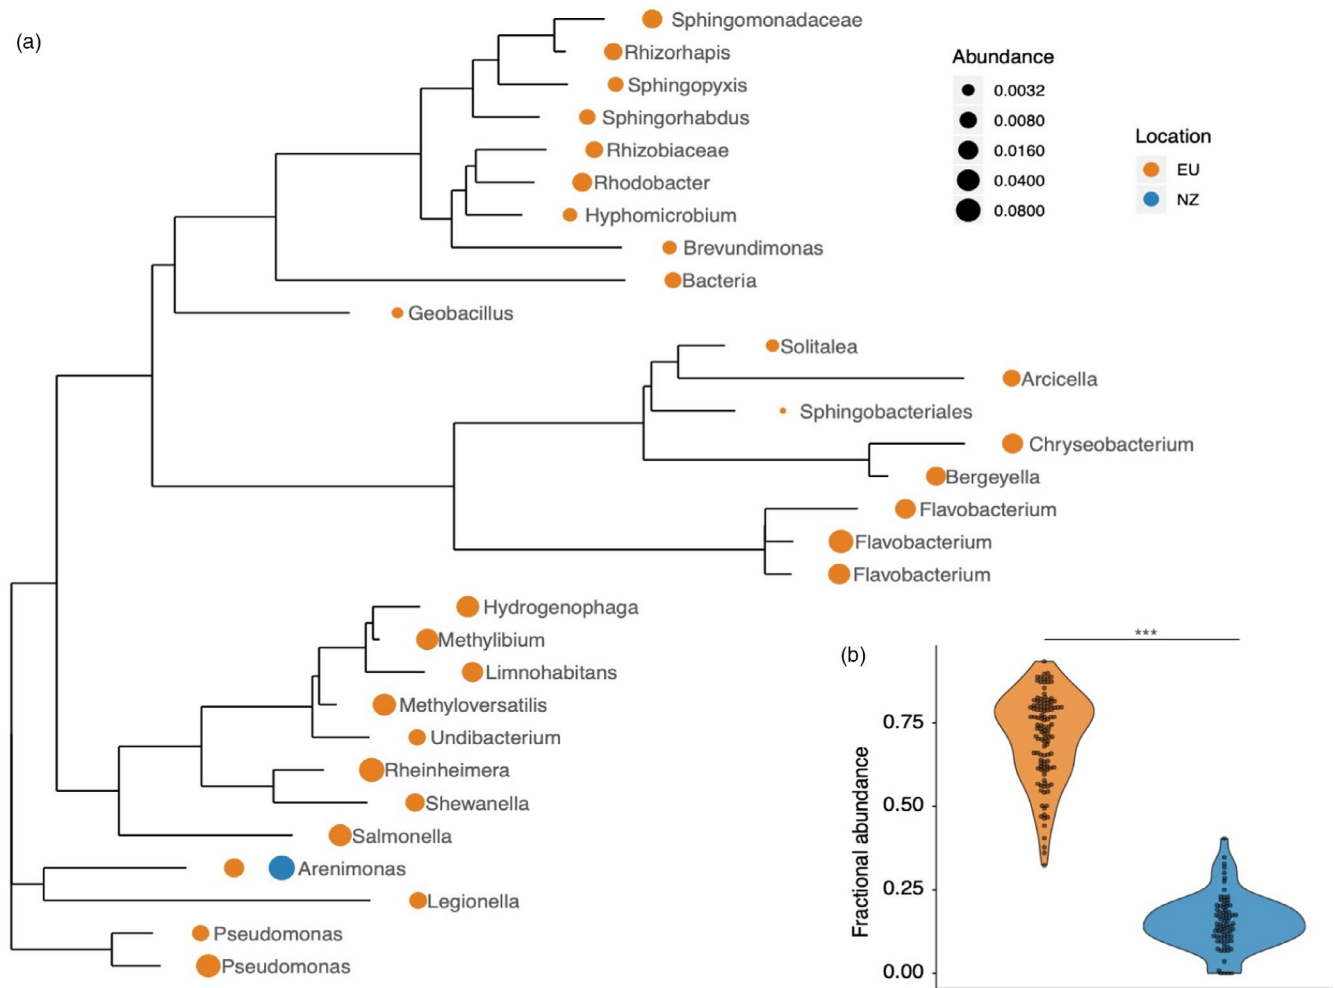 (a)
Sphingomonadaceae
Rhizorhapis
Sphingopyxis
Sphingorhabdus
Rhizobiaceae
Rhodobacter
Hyphomicrobium
Brevundimonas
Bacteria
Geobacillus
Solitalea
Arcicella
Sphingobacteriales
Chryseobacterium
Bergeyella
Flavobacterium
Flavobacterium
Flavobacterium
Hydrogenophaga
Methylibium
Limnohabitans
Methyloversatilis
Undibacterium
Rheinheimera
Shewanella
Salmonella
Arenimonas
Legionella
Pseudomonas
Pseudomonas
Abundance
0.0032
0.0080
0.0160
0.0400
0.0800
Location
EU
NZ
(b)
***
Fractional abundance
0.75
0.50
0.25
0.00